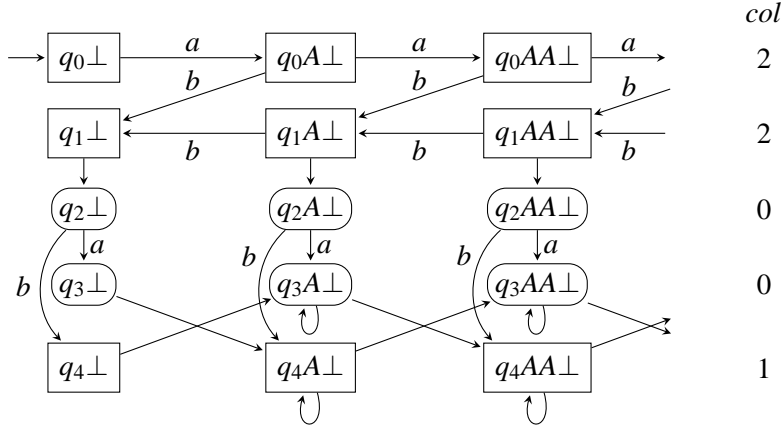 col
q₀⊥ a q₀A⊥ a q₀AA⊥ a 2
b b b
q₁⊥ b q₁A⊥ b q₁AA⊥ b 2
q₂⊥ q₂A⊥ q₂AA⊥ 0
a a a
b b b
q₃⊥ q₃A⊥ q₃AA⊥ 0
q₄⊥ q₄A⊥ q₄AA⊥ 1